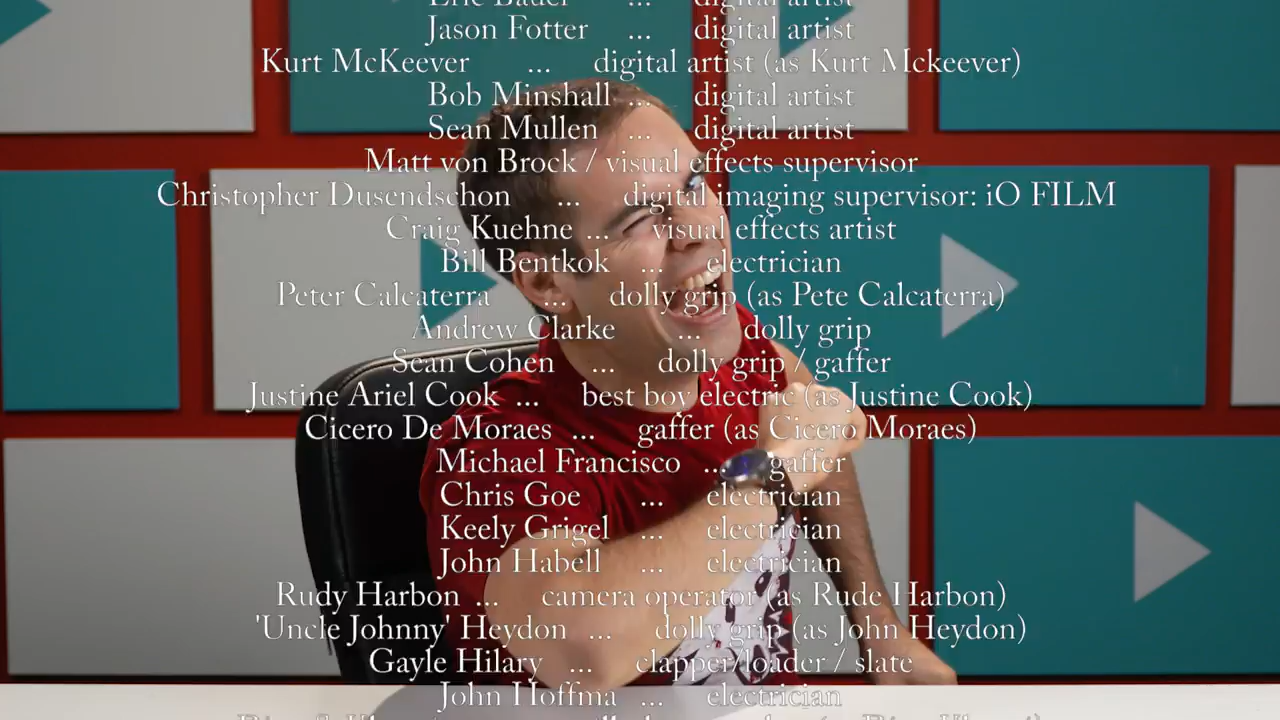 Eric Bauer ... digital artist
Jason Fotter ... digital artist
Kurt McKeever ... digital artist (as Kurt Mckeever)
Bob Minshall ... digital artist
Sean Mullen ... digital artist
Matt von Brock / visual effects supervisor
Christopher Dusendschon ... digital imaging supervisor: iO FILM
Craig Kuehne ... visual effects artist
Bill Bentkok ... electrician
Peter Calcaterra ... dolly grip (as Pete Calcaterra)
Andrew Clarke ... dolly grip
Sean Cohen ... dolly grip / gaffer
Justine Ariel Cook ... best boy electric (as Justine Cook)
Cicero De Moraes ... gaffer (as Cicero Moraes)
Michael Francisco ... gaffer
Chris Goe ... electrician
Keely Grigel ... electrician
John Habell ... electrician
Rudy Harbon ... camera operator (as Rude Harbon)
'Uncle Johnny' Heydon ... dolly grip (as John Heydon)
Gayle Hilary ... clapper/loader / slate
John Hoffma ... electrician